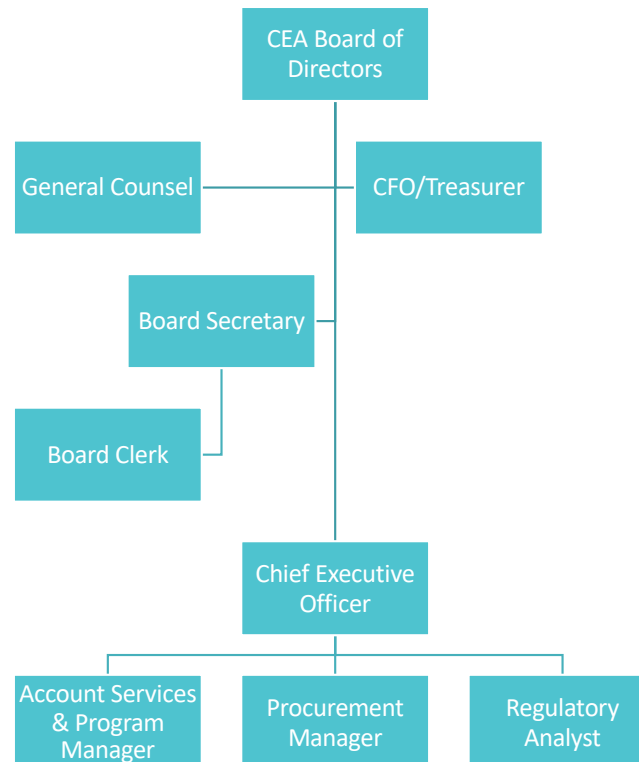 CEA Board of
Directors
General Counsel
CFO/Treasurer
Board Secretary
Board Clerk
Chief Executive
Officer
Account Services
& Program
Manager
Procurement
Manager
Regulatory
Analyst